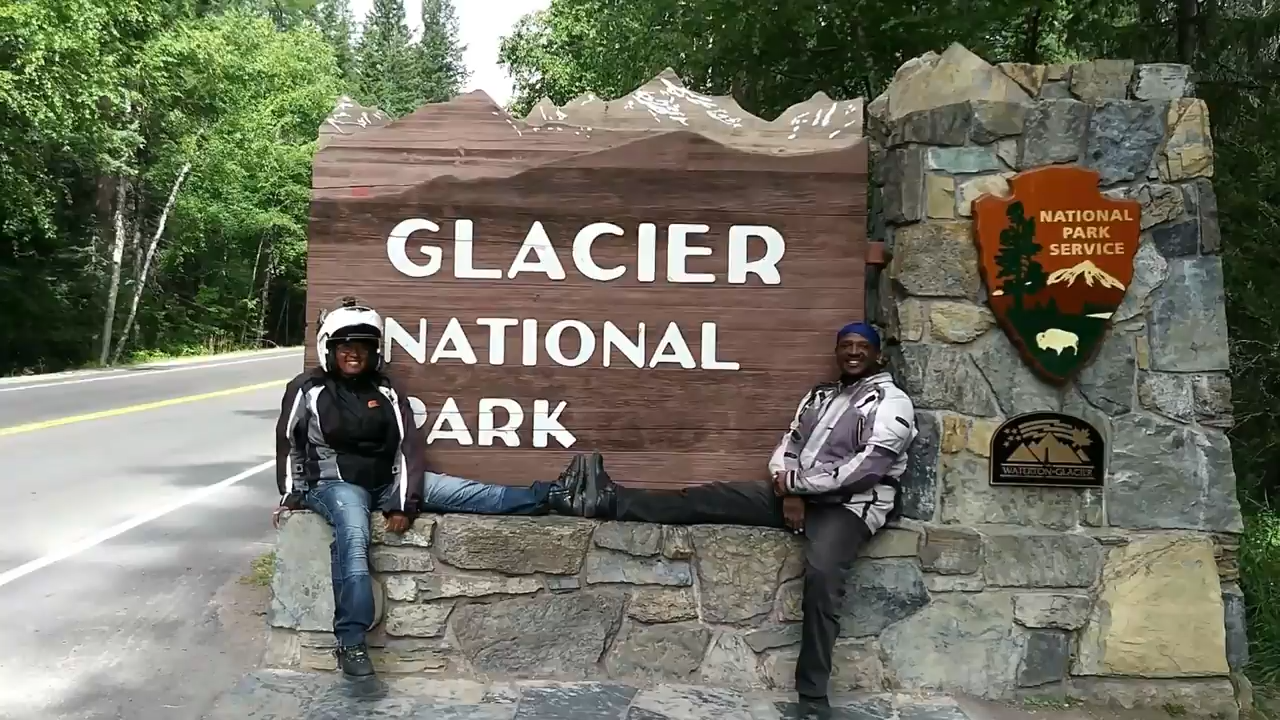 GLACIER
NATIONAL
PARK
NATIONAL
PARK
SERVICE
WATERTON-GLACIER